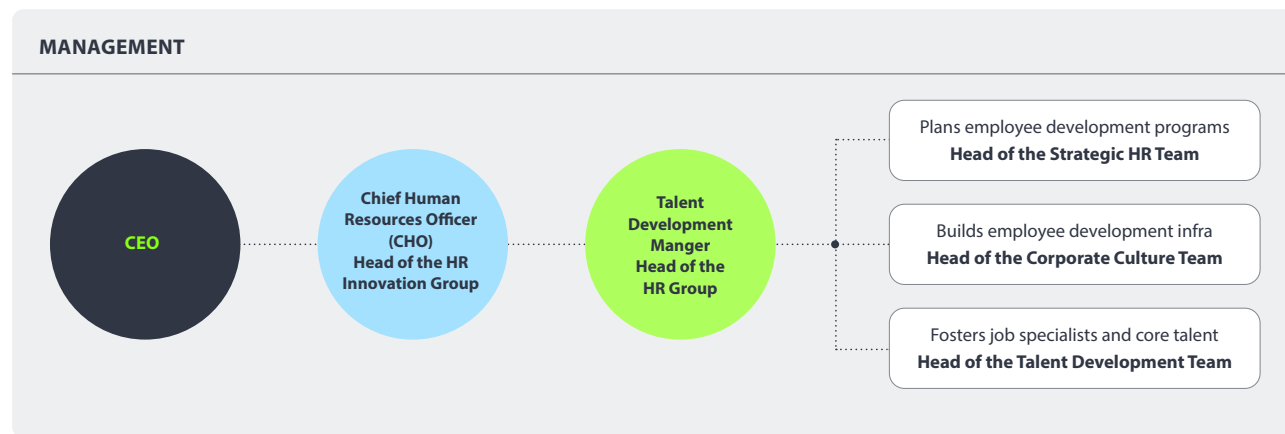 MANAGEMENT
CEO
Chief Human
Resources Officer
(CHO)
Head of the HR
Innovation Group
Talent
Development
Manger
Head of the
HR Group
Plans employee development programs
Head of the Strategic HR Team
Builds employee development infra
Head of the Corporate Culture Team
Fosters job specialists and core talent
Head of the Talent Development Team